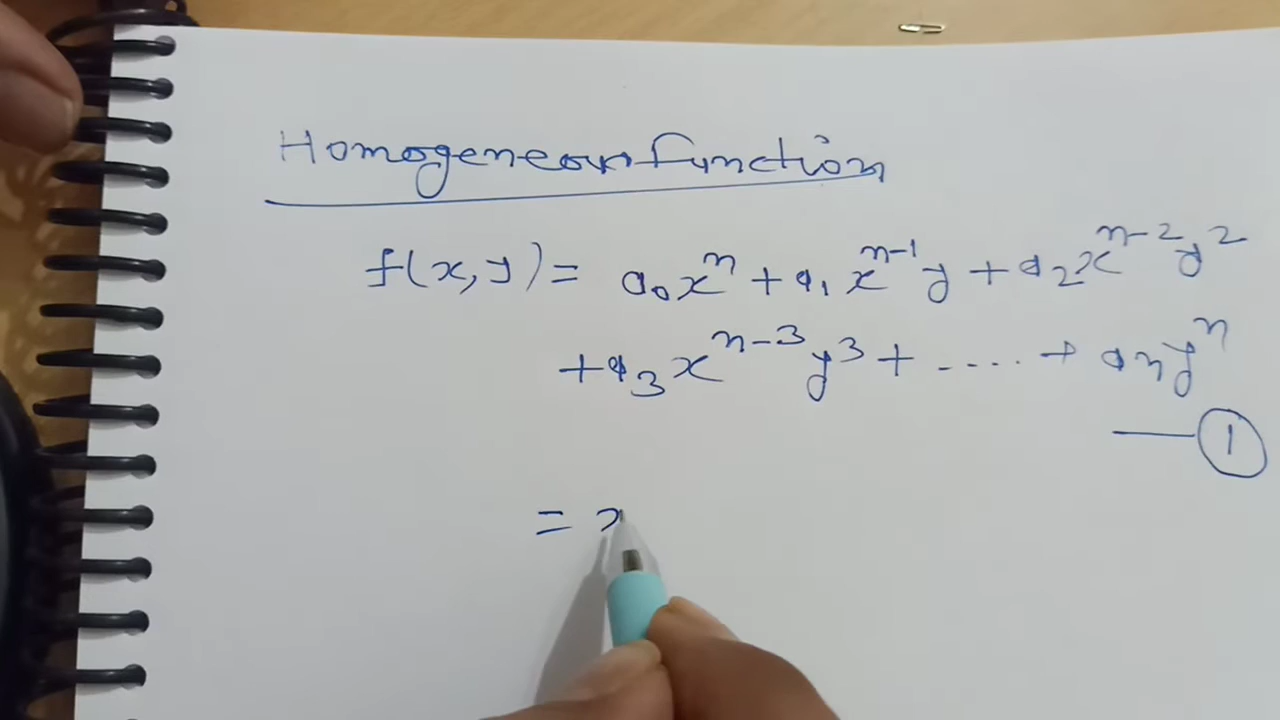 Homogeneous function
f(x,y) = a₀xⁿ + a₁xⁿ⁻¹y + a₂xⁿ⁻²y²
+ a₃xⁿ⁻³y³ + ..... + aₙyⁿ
— ①
= x